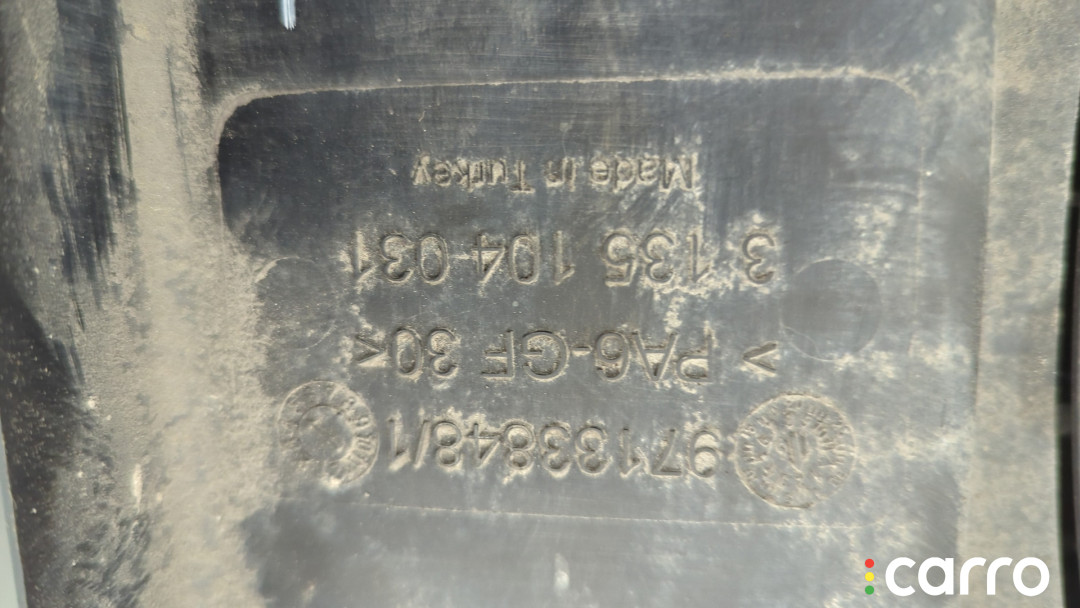 97133848/1
> PA6-GF 30<
3 135 104 031
Made in Turkey
carro